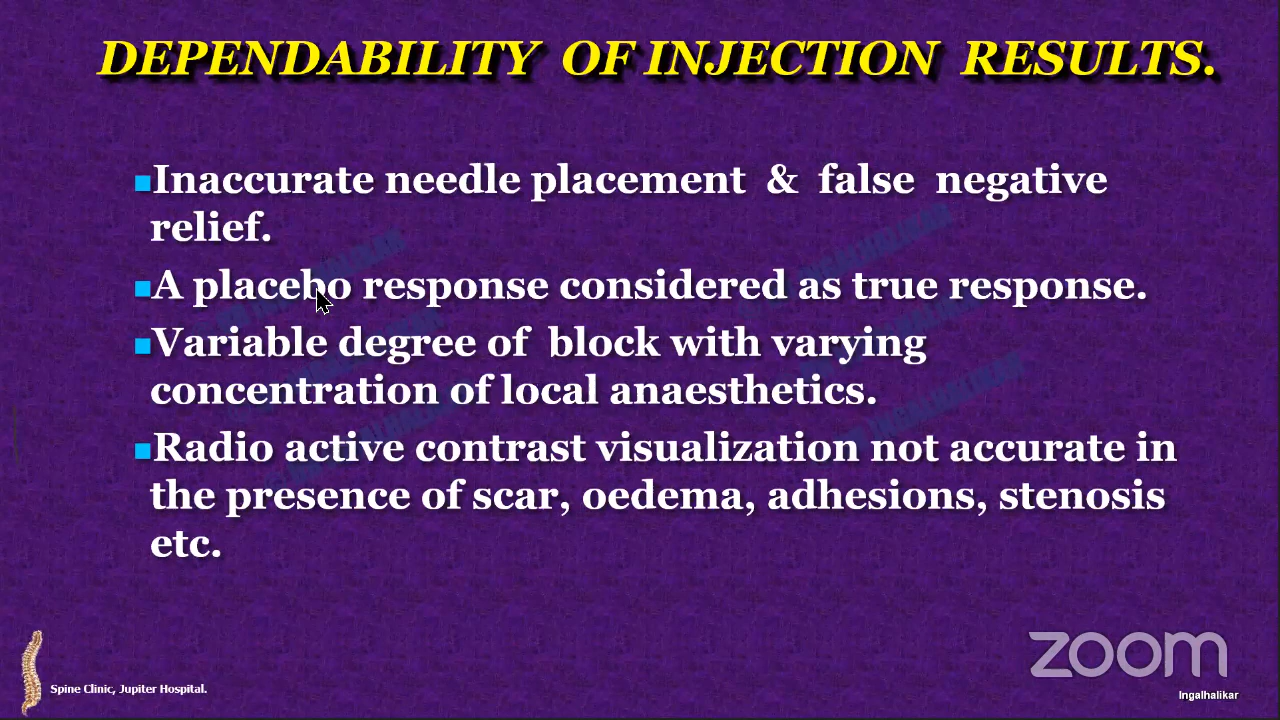 DEPENDABILITY OF INJECTION RESULTS.
Inaccurate needle placement & false negative
relief.
A placebo response considered as true response.
Variable degree of block with varying
concentration of local anaesthetics.
Radio active contrast visualization not accurate in
the presence of scar, oedema, adhesions, stenosis
etc.
zoom
Spine Clinic, Jupiter Hospital.
Ingalhalikar